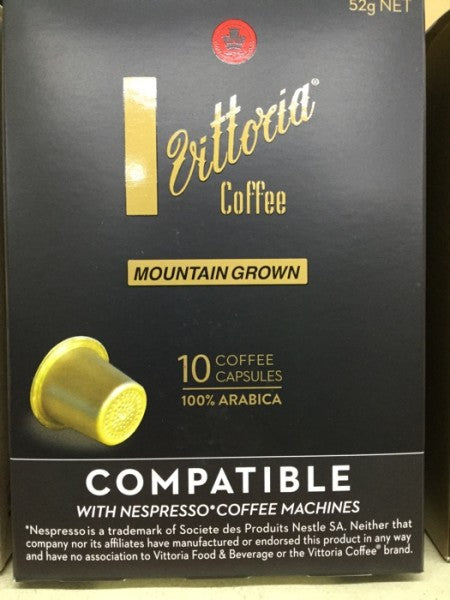 52g NET
Vittoria®
Coffee
MOUNTAIN GROWN
10 COFFEE
CAPSULES
100% ARABICA
COMPATIBLE
WITH NESPRESSO* COFFEE MACHINES
*Nespresso is a trademark of Societe des Produits Nestle SA. Neither that
company nor its affiliates have manufactured or endorsed this product in any way
and have no association to Vittoria Food & Beverage or the Vittoria Coffee® brand.